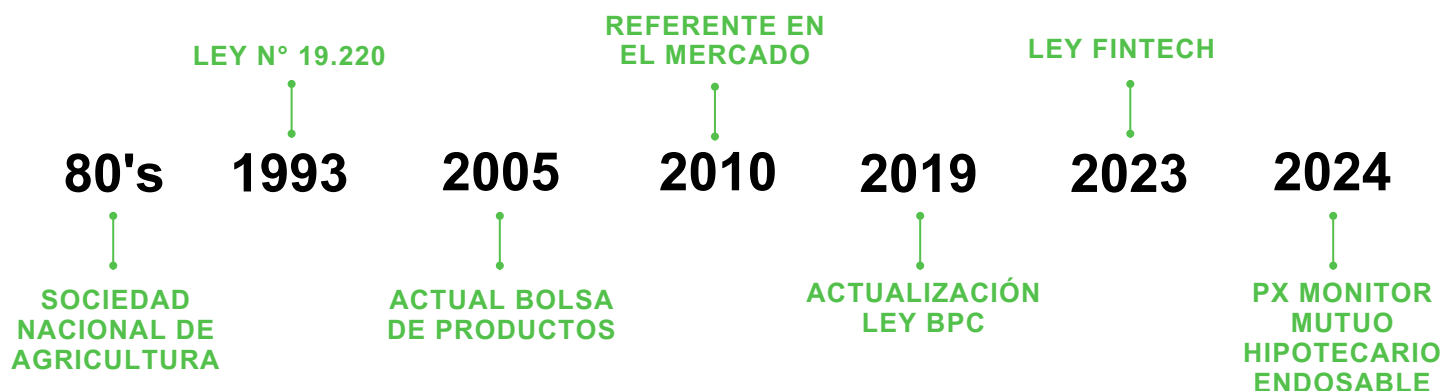 80's
SOCIEDAD
NACIONAL DE
AGRICULTURA
LEY N° 19.220
1993
2005
ACTUAL BOLSA
DE PRODUCTOS
REFERENTE EN
EL MERCADO
2010
2019
ACTUALIZACIÓN
LEY BPC
LEY FINTECH
2023
2024
PX MONITOR
MUTUO
HIPOTECARIO
ENDOSABLE